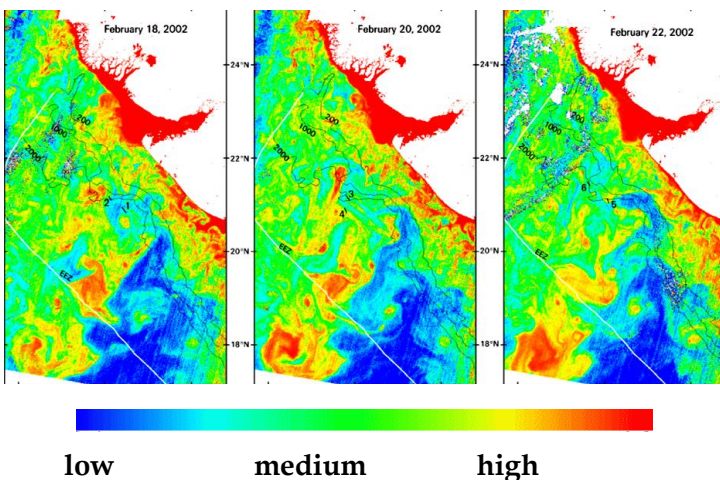 February 18, 2002
February 20, 2002
February 22, 2002
24°N
24°N
200
200
200
1000
1000
1000
2000
2000
2000
22°N
22°N
2
1
3
4
6
5
20°N
20°N
EEZ
EEZ
EEZ
18°N
18°N
low medium high